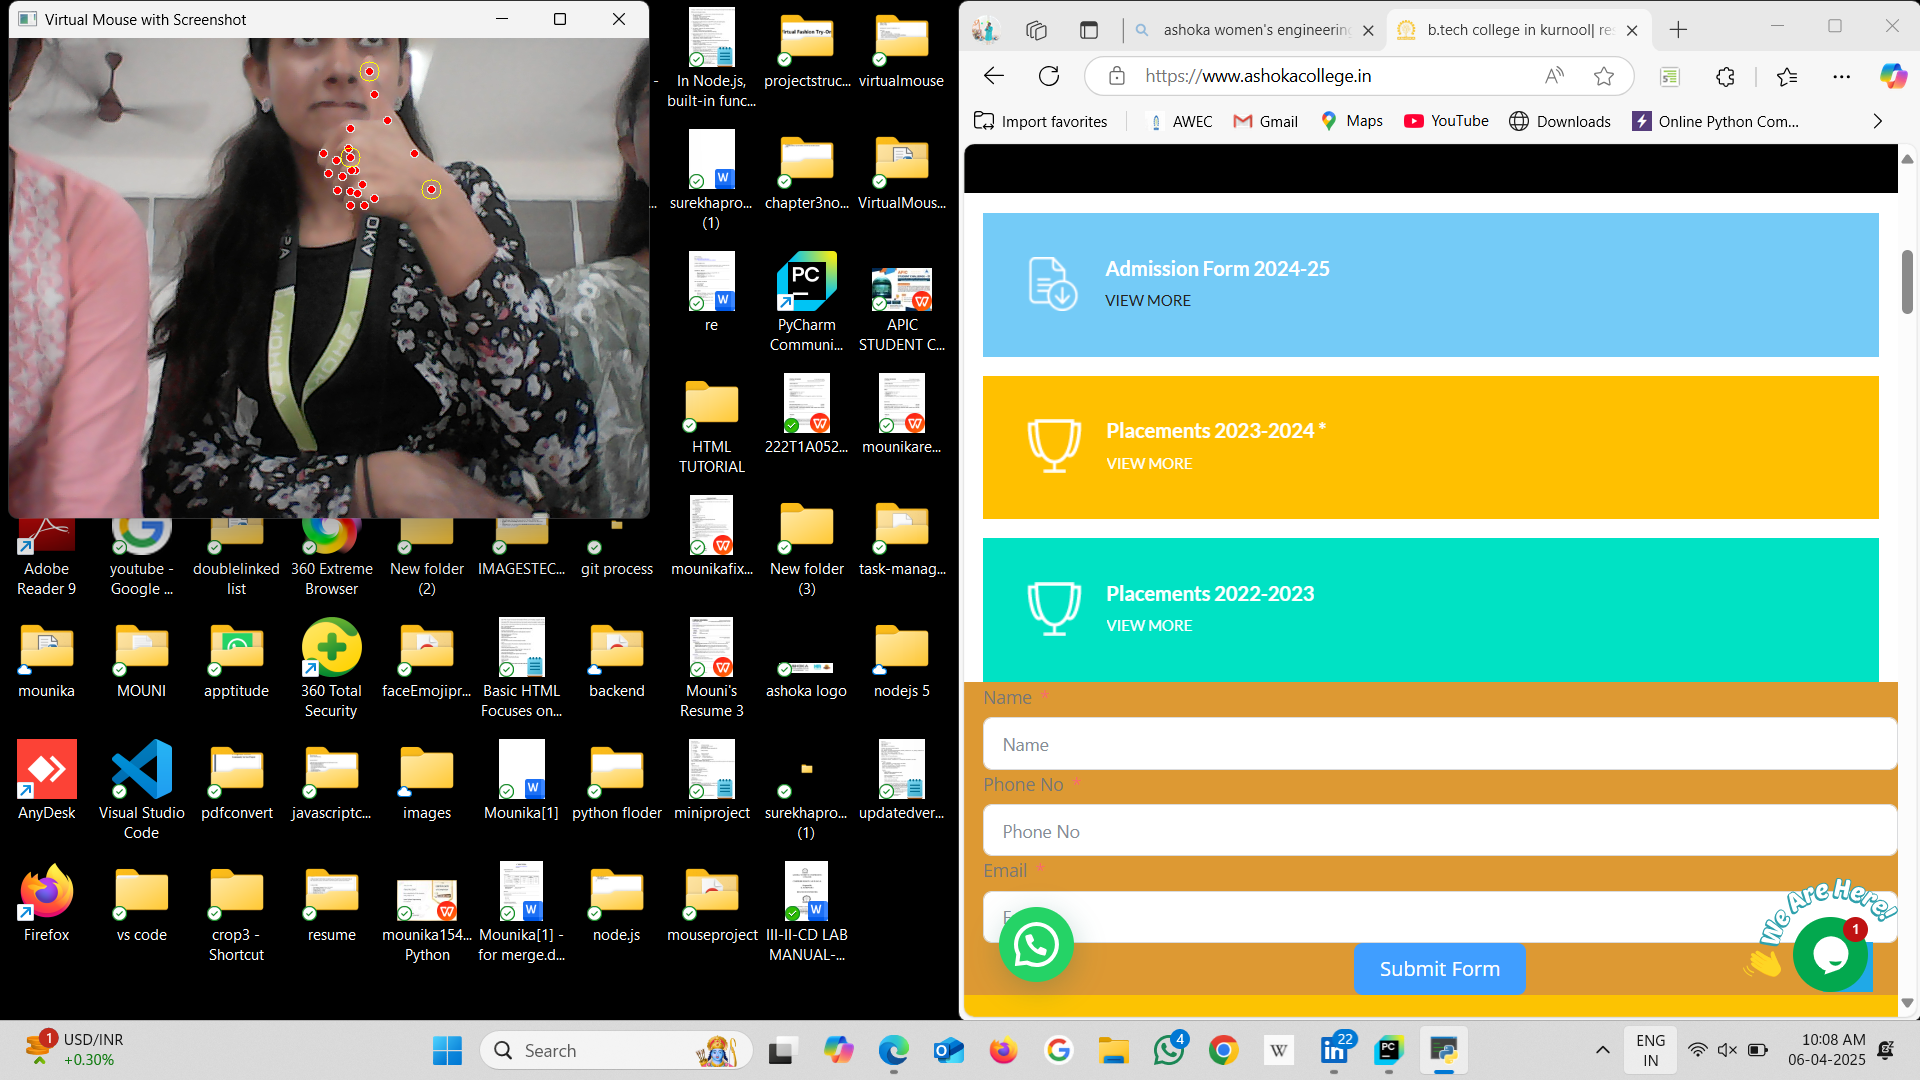 Virtual Mouse with Screenshot
OKA
ASHOKA
In Node.js,
built-in func...
projectstruc...
virtualmouse
surekhapro...
(1)
chapter3no...
VirtualMous...
re
PyCharm
Communi...
APIC
STUDENT C...
HTML
TUTORIAL
222T1A052...
mounikare...
Adobe
Reader 9
youtube -
Google ...
doublelinked
list
360 Extreme
Browser
New folder
(2)
IMAGESTEC...
git process
mounikafix...
New folder
(3)
task-manag...
mounika
MOUNI
apptitude
360 Total
Security
faceEmojipr...
Basic HTML
Focuses on...
backend
Mouni's
Resume 3
ashoka logo
nodejs 5
AnyDesk
Visual Studio
Code
pdfconvert
javascriptc...
images
Mounika[1]
python floder
miniproject
surekhapro...
(1)
updatedver...
Firefox
vs code
crop3 -
Shortcut
resume
mounika154...
Python
Mounika[1] -
for merge.d...
node.js
mouseproject
III-II-CD LAB
MANUAL-...
ashoka women's engineering
b.tech college in kurnool| res
https://www.ashokacollege.in
Import favorites
AWEC
Gmail
Maps
YouTube
Downloads
Online Python Com...
Admission Form 2024-25
VIEW MORE
Placements 2023-2024 *
VIEW MORE
Placements 2022-2023
VIEW MORE
Name *
Name
Phone No *
Phone No
Email *
E
We Are Here!
1
Submit Form
1
USD/INR
+0.30%
Search
4
22
ENG
IN
10:08 AM
06-04-2025